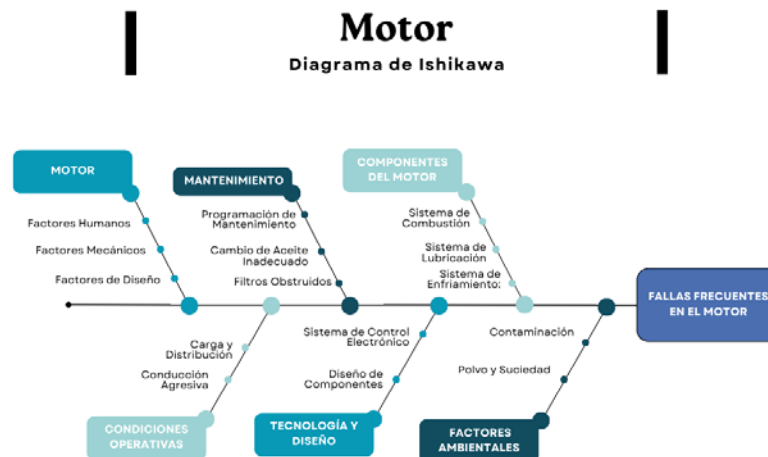 Motor
Diagrama de Ishikawa
MOTOR
MANTENIMIENTO
COMPONENTES
DEL MOTOR
Factores Humanos
Factores Mecánicos
Factores de Diseño
Programación de
Mantenimiento
Cambio de Aceite
Inadecuado
Filtros Obstruidos
Sistema de
Combustión
Sistema de
Lubricación
Sistema de
Enfriamiento:
FALLAS FRECUENTES
EN EL MOTOR
Carga y
Distribución
Conducción
Agresiva
Sistema de Control
Electrónico
Diseño de
Componentes
Contaminación
Polvo y Suciedad
CONDICIONES
OPERATIVAS
TECNOLOGÍA Y
DISEÑO
FACTORES
AMBIENTALES